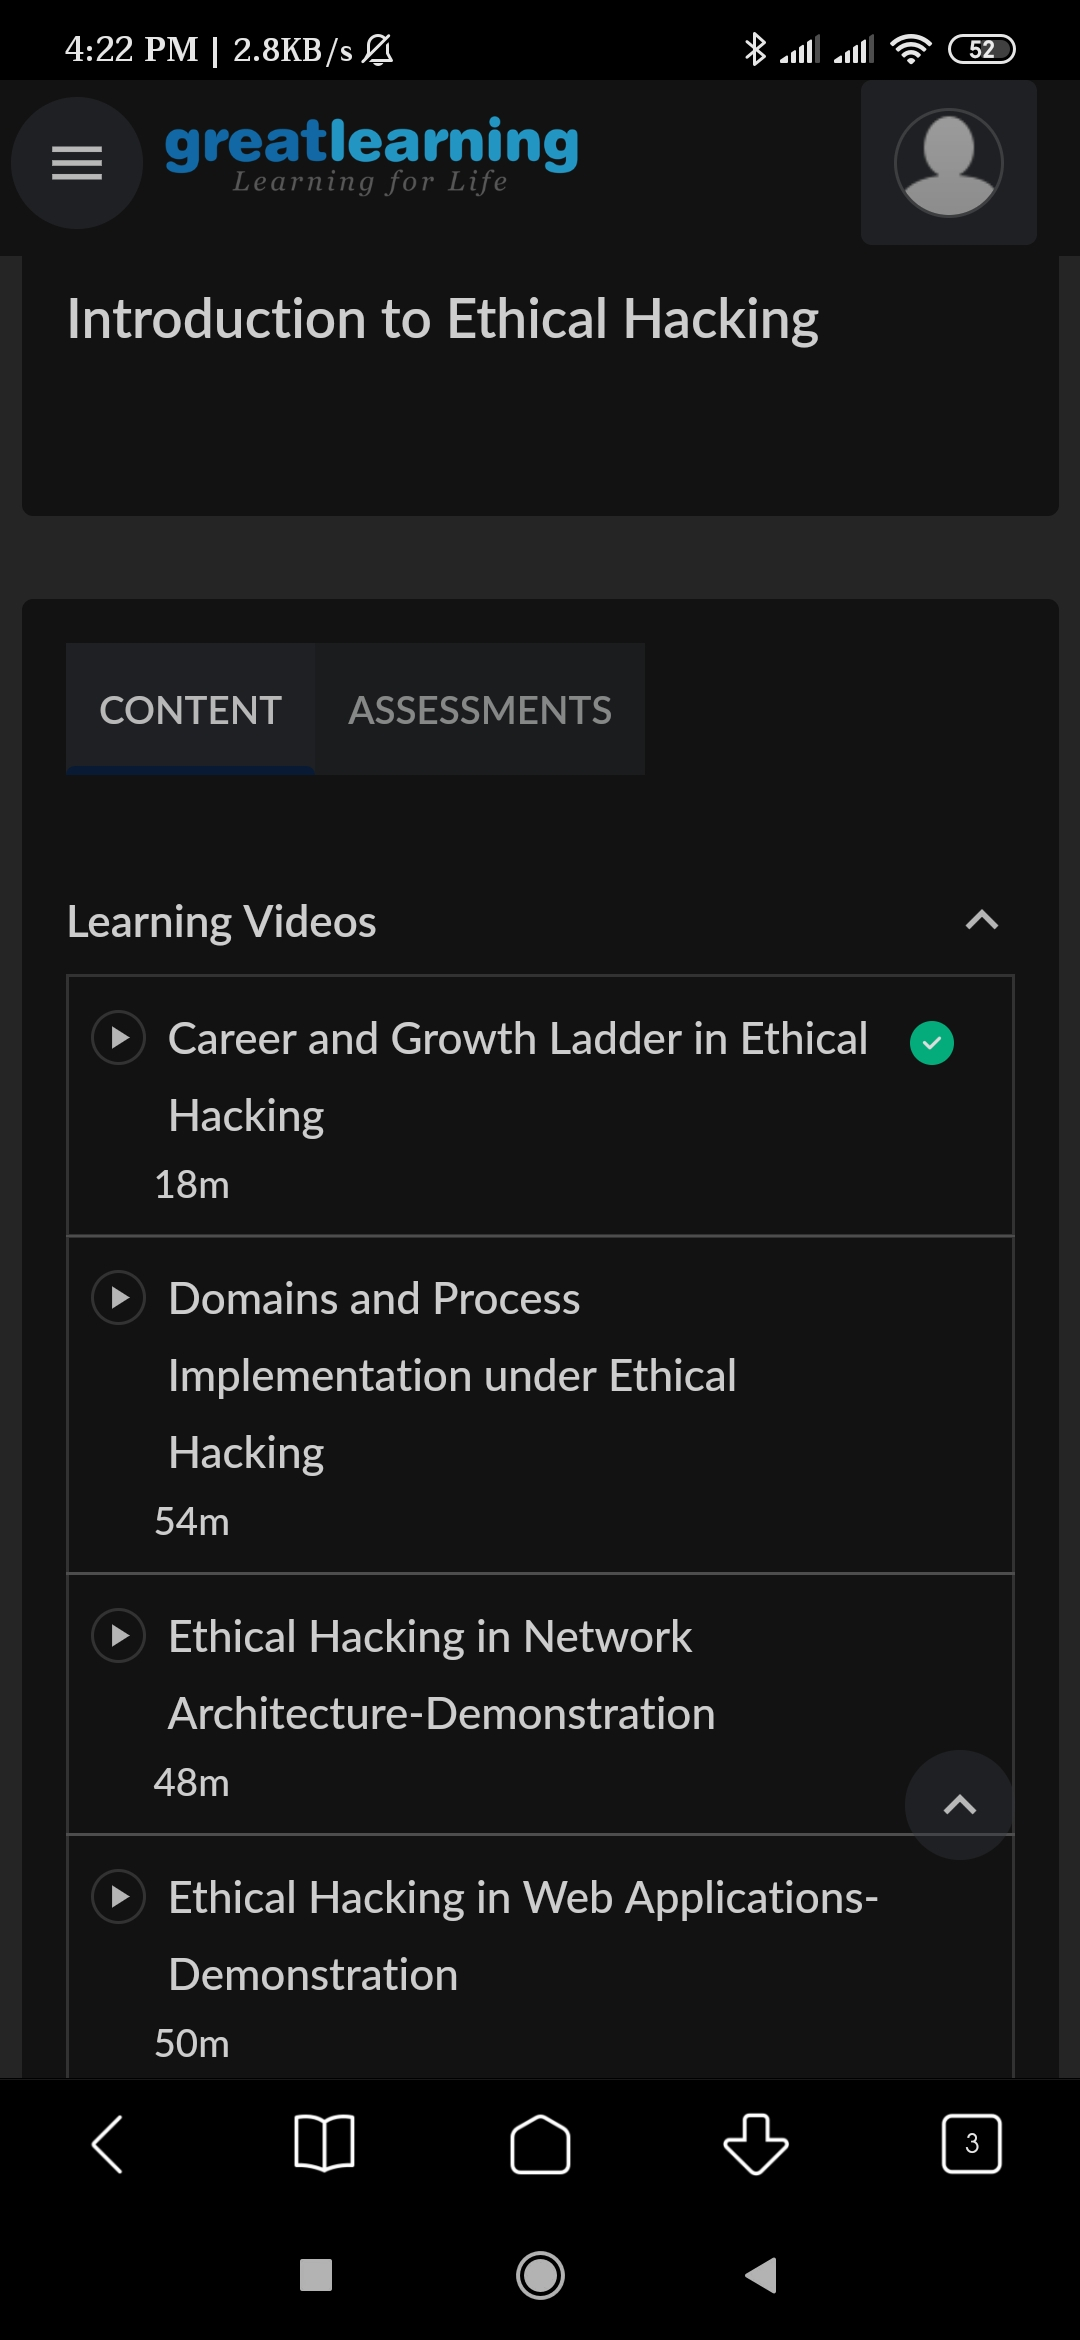 4:22 PM | 2.8KB/s
52
greatlearning
Learning for Life
Introduction to Ethical Hacking
CONTENT
ASSESSMENTS
Learning Videos
Career and Growth Ladder in Ethical
Hacking
18m
Domains and Process
Implementation under Ethical
Hacking
54m
Ethical Hacking in Network
Architecture-Demonstration
48m
Ethical Hacking in Web Applications-
Demonstration
50m
3